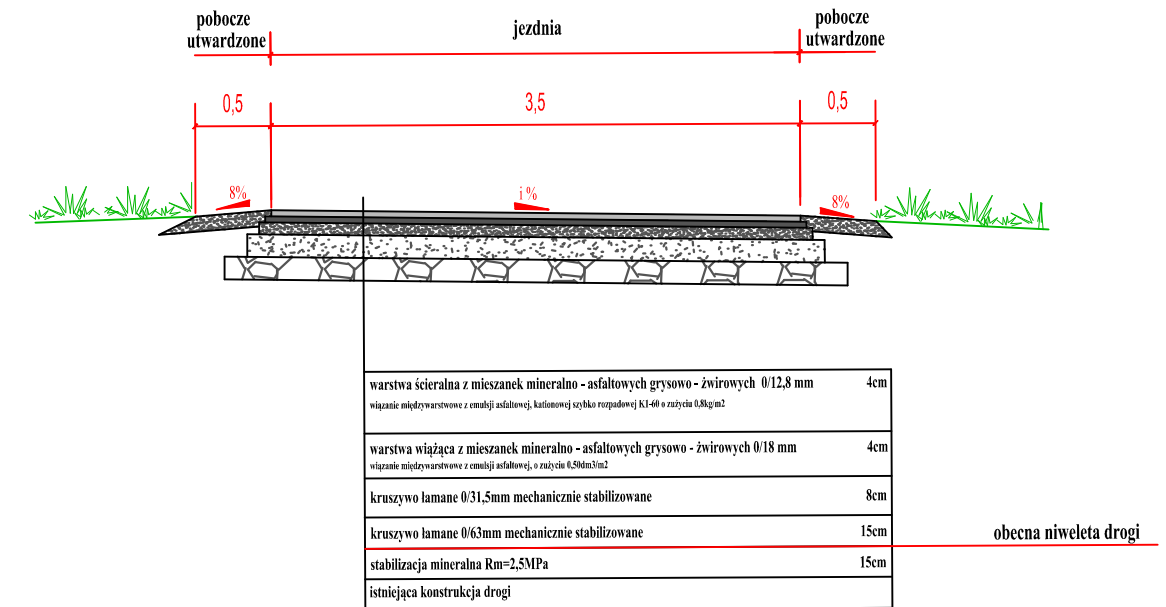 pobocze
utwardzone
jezdnia
pobocze
utwardzone
0,5
3,5
0,5
8%
i %
8%
warstwa ścieralna z mieszanek mineralno - asfaltowych grysowo - żwirowych 0/12,8 mm 4cm
wiązanie międzywarstwowe z emulsji asfaltowej, kationowej szybko rozpadowej K1-60 o zużyciu 0,8kg/m2
warstwa wiążąca z mieszanek mineralno - asfaltowych grysowo - żwirowych 0/18 mm 4cm
wiązanie międzywarstwowe z emulsji asfaltowej, o zużyciu 0,50dm3/m2
kruszywo łamane 0/31,5mm mechanicznie stabilizowane 8cm
kruszywo łamane 0/63mm mechanicznie stabilizowane 15cm
obecna niweleta drogi
stabilizacja mineralna Rm=2,5MPa 15cm
istniejąca konstrukcja drogi